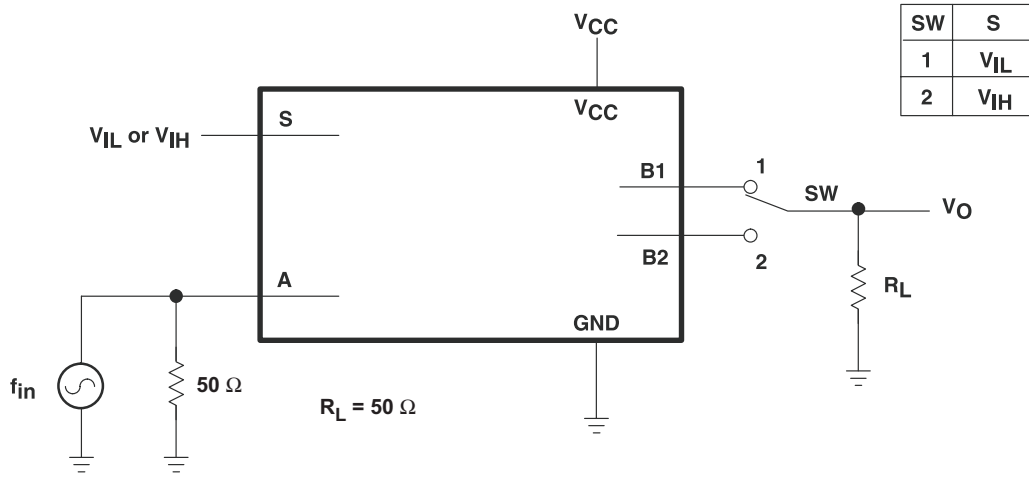 VCC
SW S
1 VIL
2 VIH
VCC
S
VIL or VIH
B1
1
SW
VO
B2
2
A
RL
GND
fin
50 Ω
RL = 50 Ω